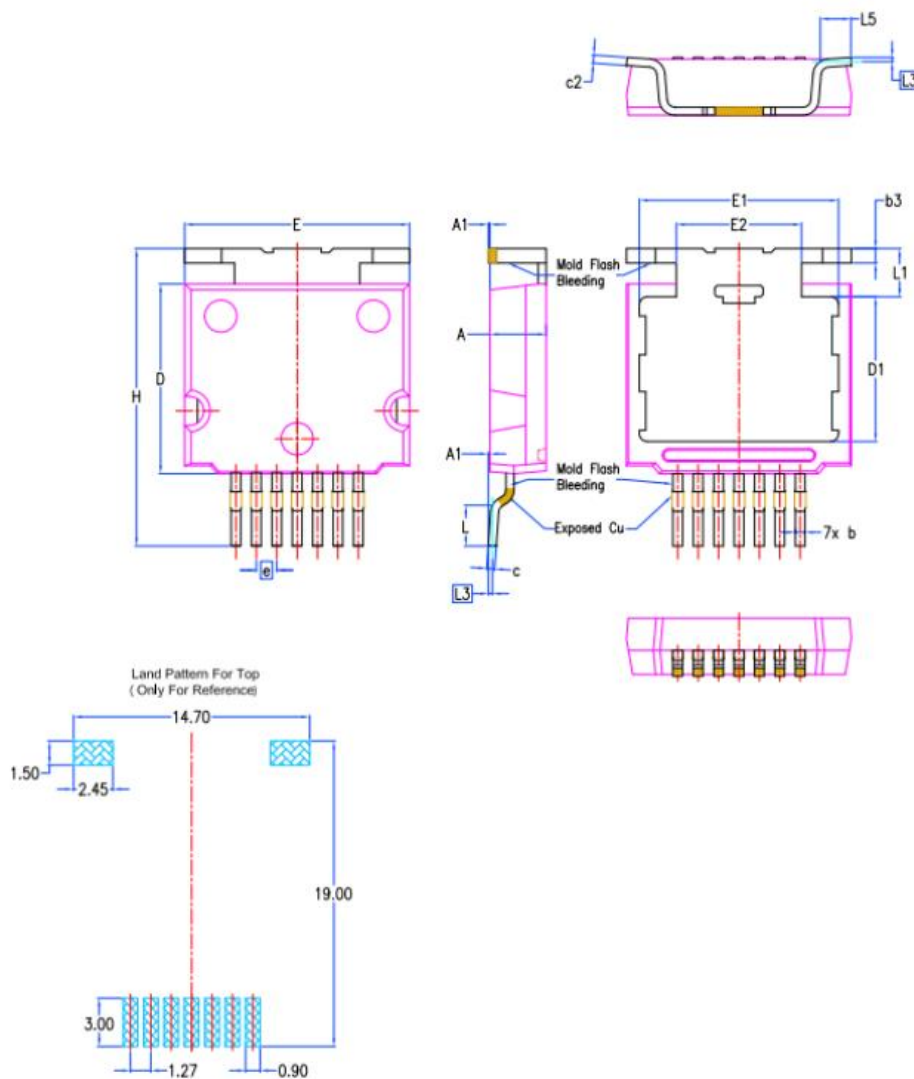 L5
c2
L3
E
A1
E1
E2
b3
Mold Flash
Bleeding
L1
A
D
H
D1
A1
Mold Flash
Bleeding
L
Exposed Cu
7x b
e
c
L3
Land Pattern For Top
( Only For Reference)
14.70
1.50
2.45
19.00
3.00
1.27
0.90